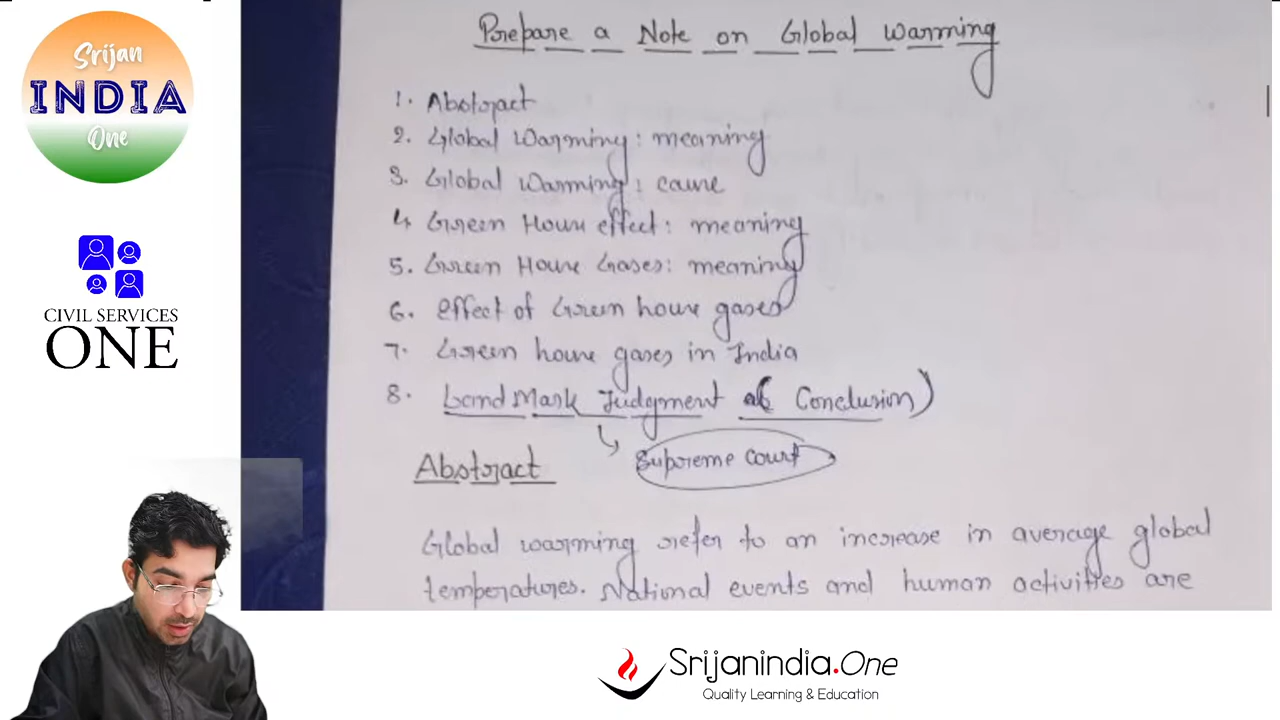 Srijan
INDIA
One
CIVIL SERVICES
ONE
Prepare a Note on Global warming
1. Abstract
2. Global Warming: meaning
3. Global Warming: cause
4 Green House effect: meaning
5. Green House Gases: meaning
6. effect of Green house gases
7. Green house gases in India
8. LandMark Judgment Conclusion)
Supreme court
Abstract
Global warming refer to an increase in average global
temperatures. National events and human activities are
Srijanindia.One
Quality Learning & Education